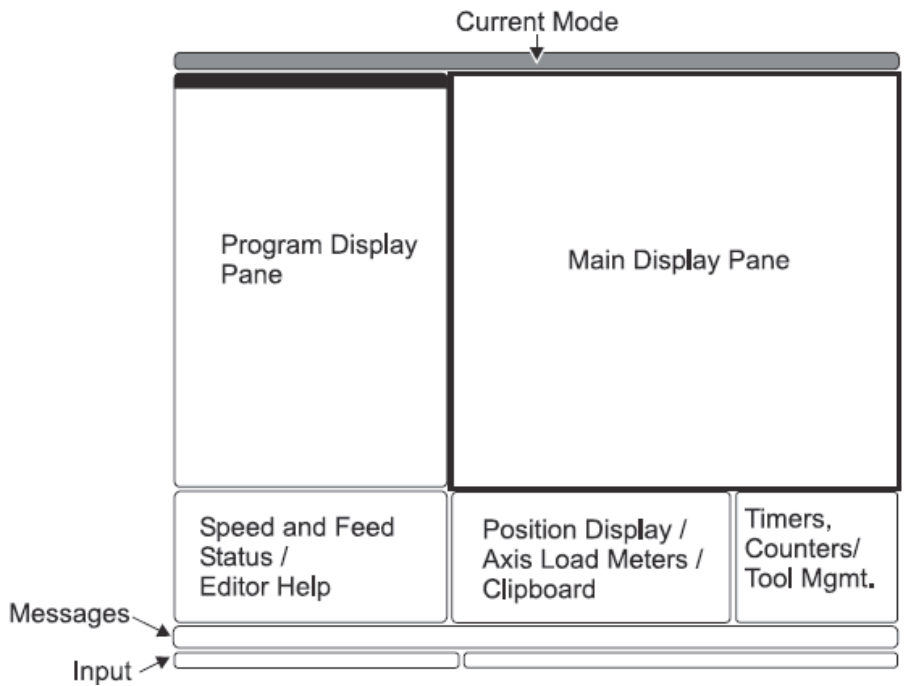 Current Mode
Program Display
Pane
Main Display Pane
Speed and Feed
Status /
Editor Help
Position Display /
Axis Load Meters /
Clipboard
Timers,
Counters/
Tool Mgmt.
Messages
Input